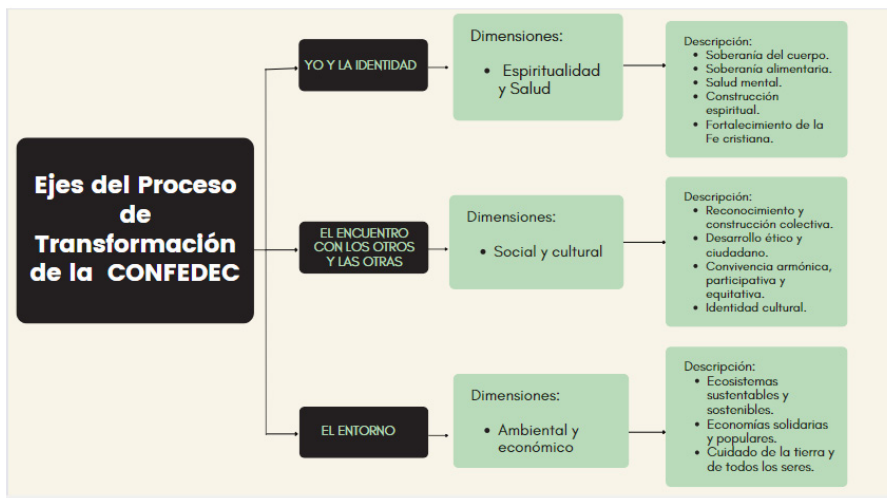 Ejes del Proceso
de
Transformación
de la CONFEDEC
YO Y LA IDENTIDAD
Dimensiones:
• Espiritualidad
y Salud
Descripción:
• Soberanía del cuerpo.
• Soberanía alimentaria.
• Salud mental.
• Construcción
espiritual.
• Fortalecimiento de la
Fe cristiana.
EL ENCUENTRO
CON LOS OTROS
Y LAS OTRAS
Dimensiones:
• Social y cultural
Descripción:
• Reconocimiento y
construcción colectiva.
• Desarrollo ético y
ciudadano.
• Convivencia armónica,
participativa y
equitativa.
• Identidad cultural.
EL ENTORNO
Dimensiones:
• Ambiental y
económico
Descripción:
• Ecosistemas
sustentables y
sostenibles.
• Economías solidarias
y populares.
• Cuidado de la tierra y
de todos los seres.